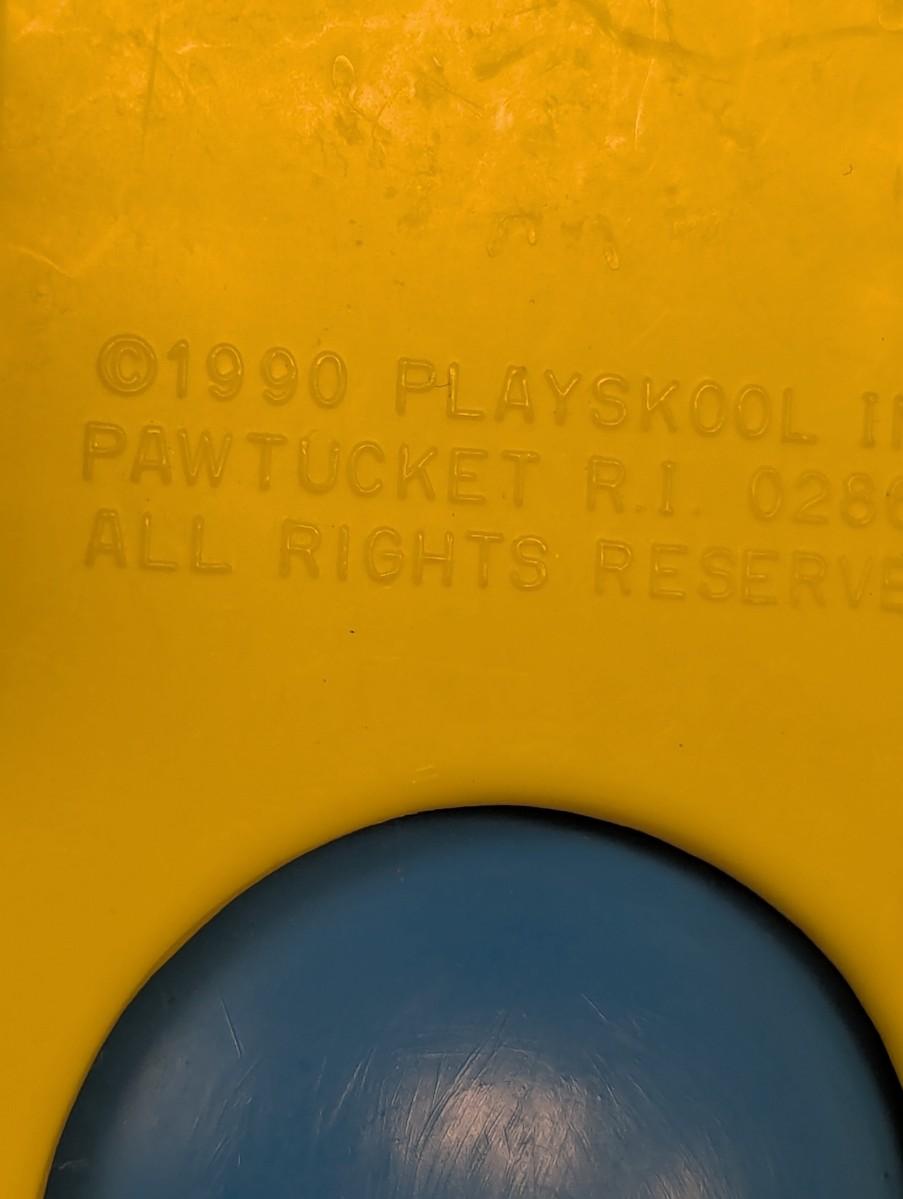 ©1990 PLAYSKOOL I
PAWTUCKET R.I. 028
ALL RIGHTS RESERVE